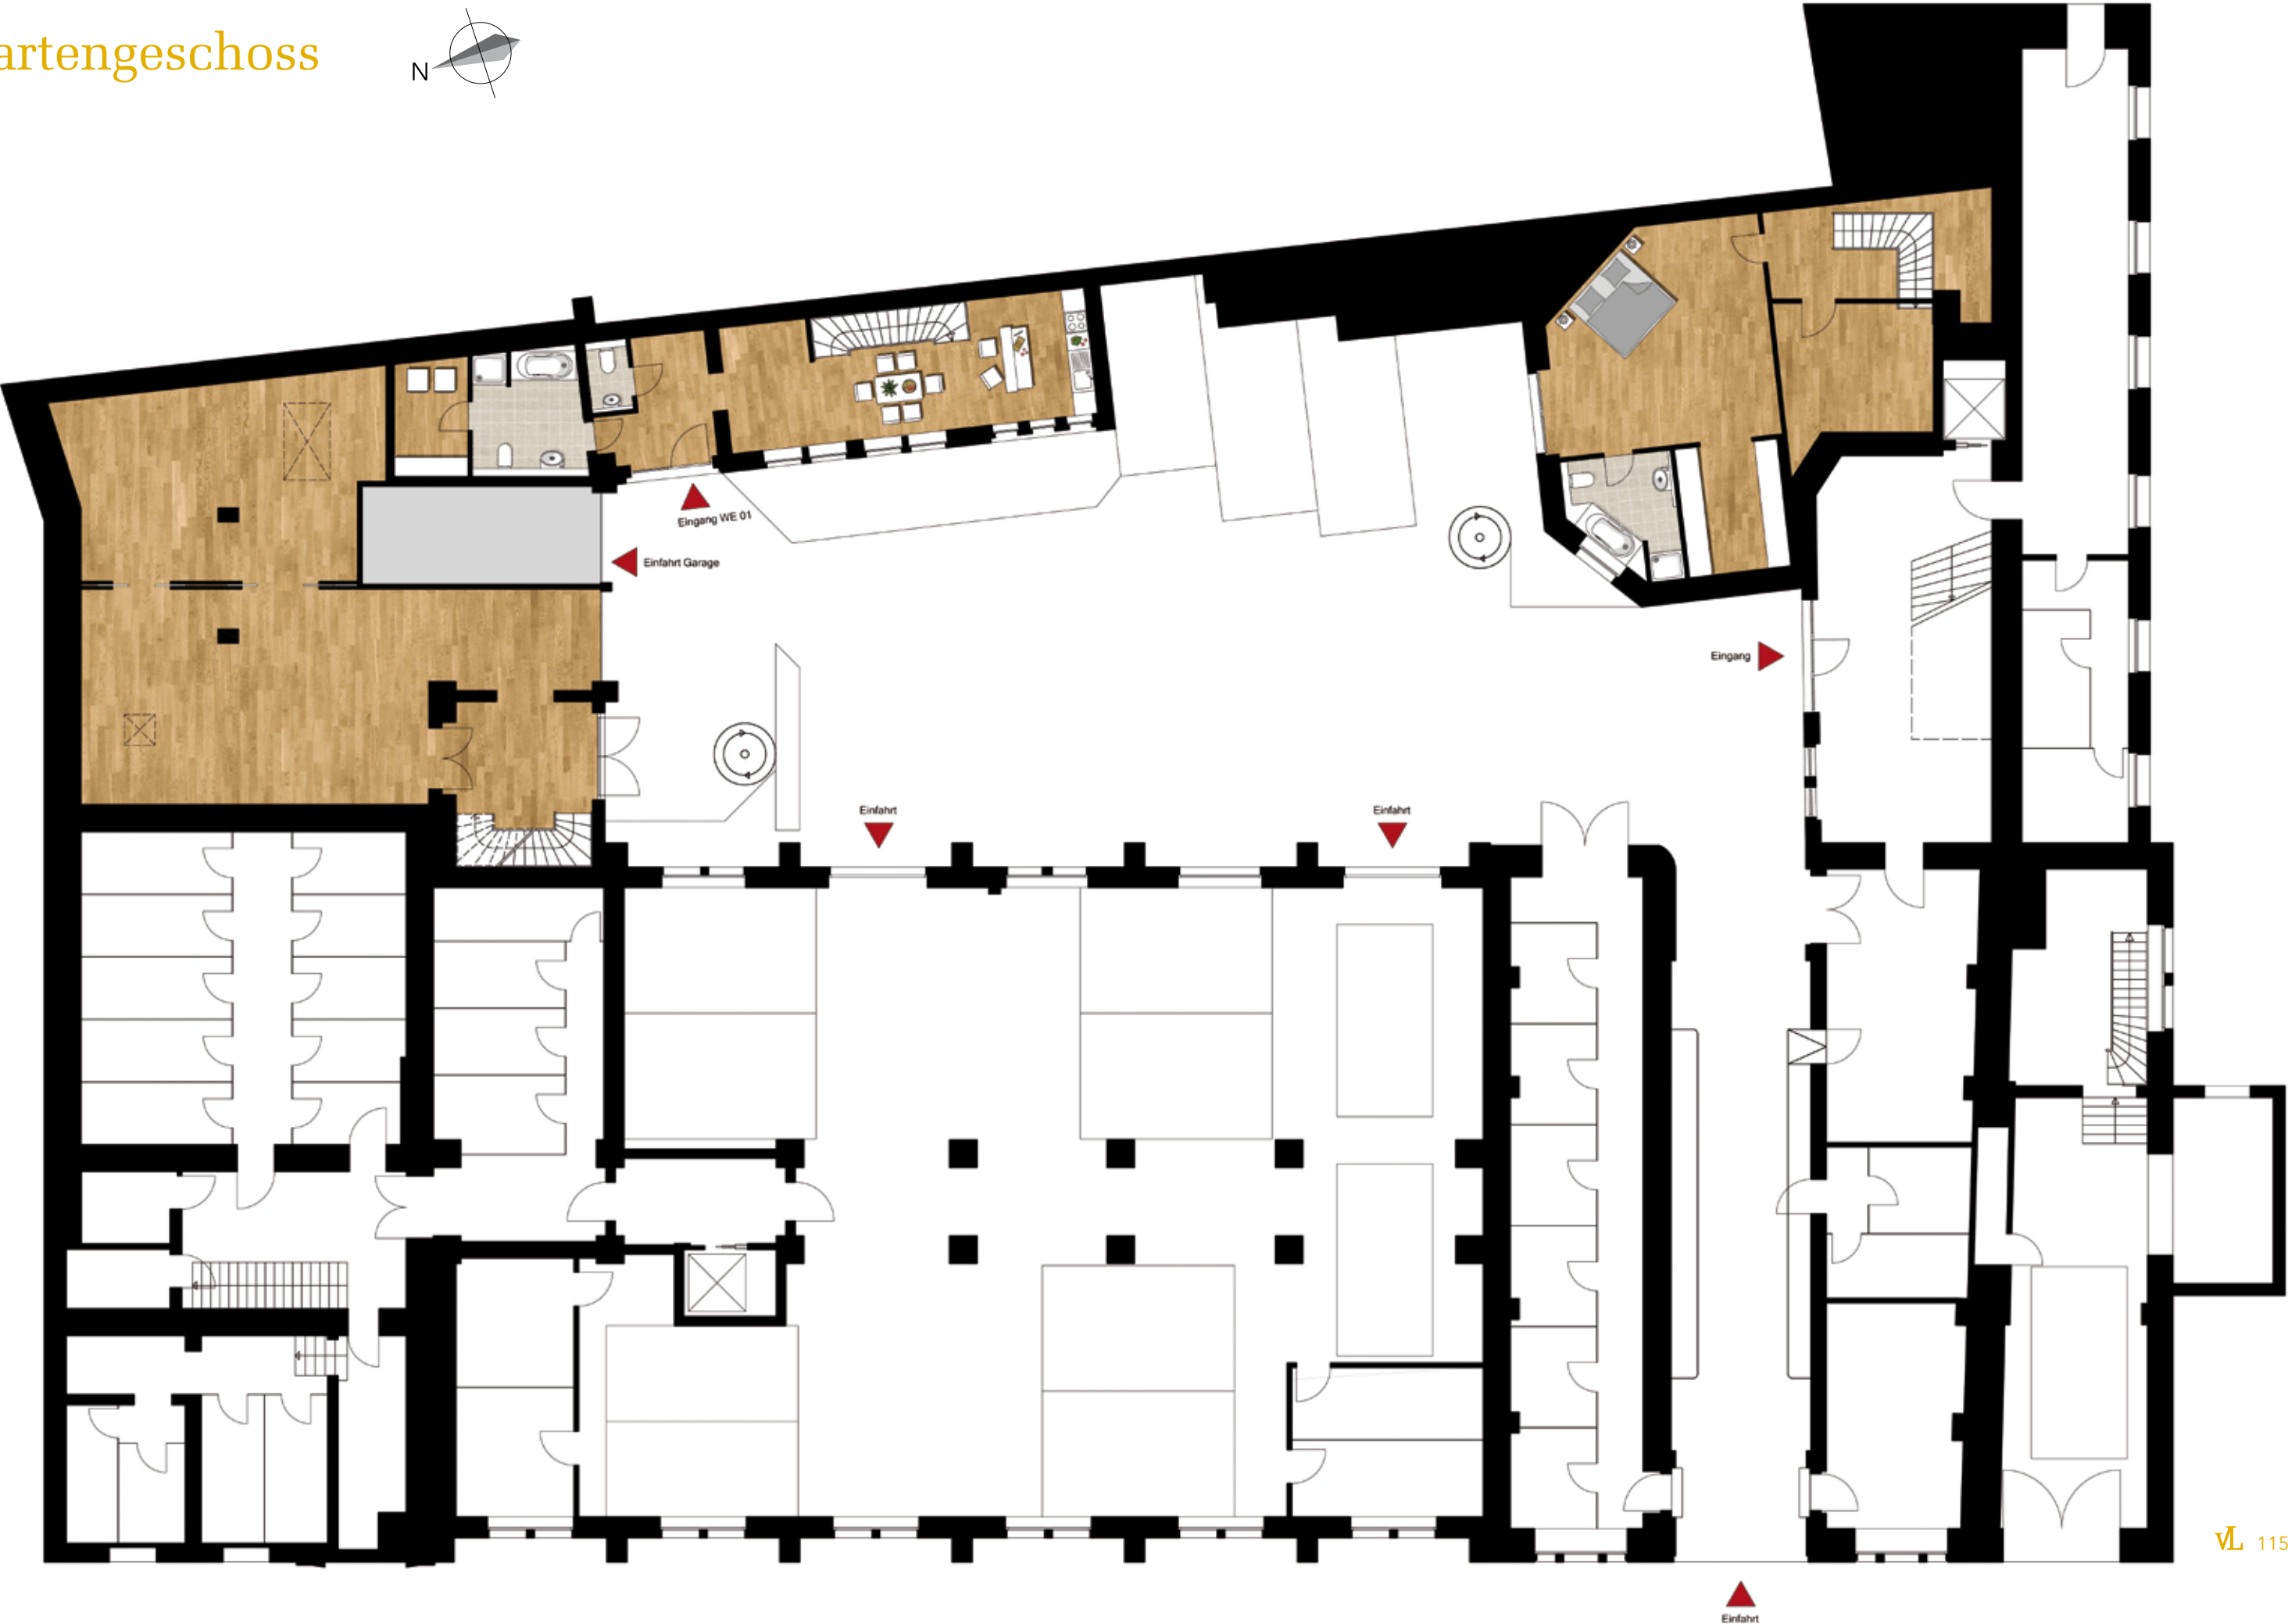 artengeschoss
N
Eingang WE 01
Einfahrt Garage
Eingang
Einfahrt
Einfahrt
vL 115
Einfahrt